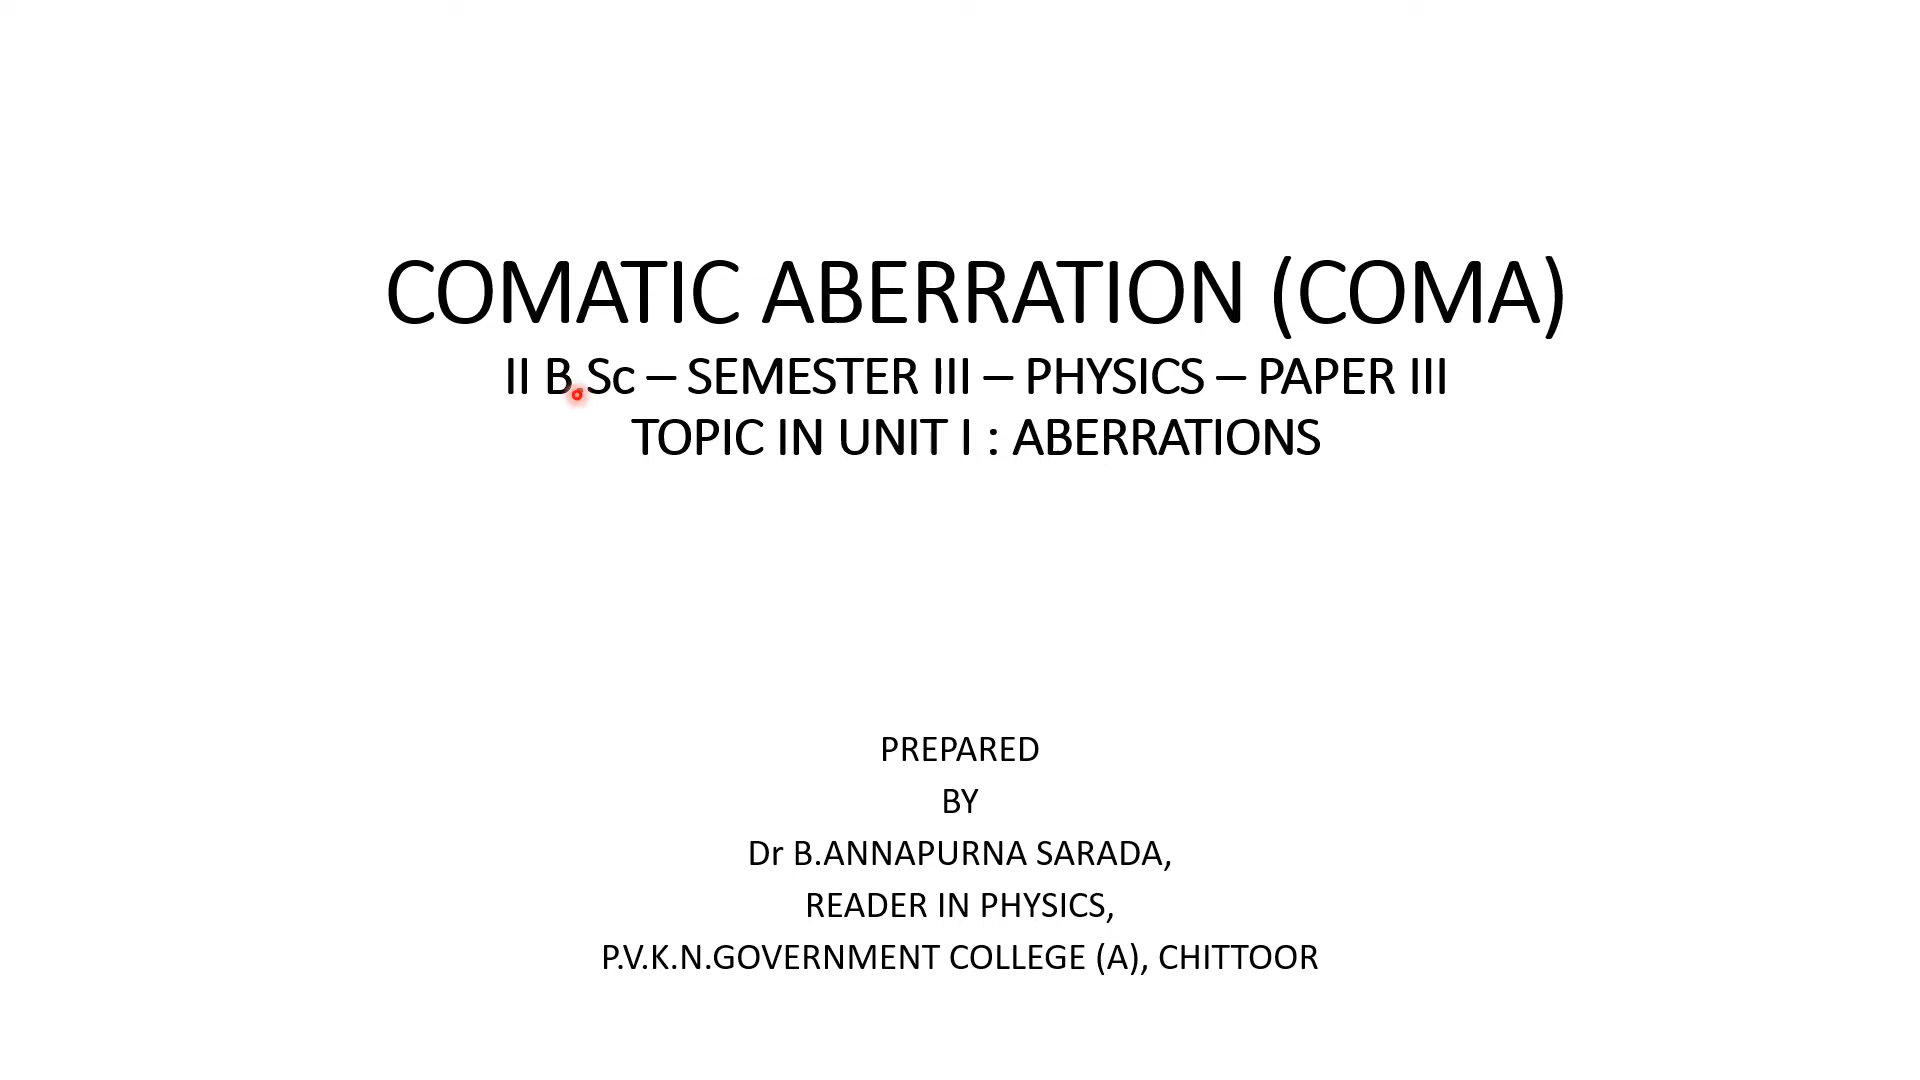 COMATIC ABERRATION (COMA)
II B.Sc – SEMESTER III – PHYSICS – PAPER III
TOPIC IN UNIT I : ABERRATIONS
PREPARED
BY
Dr B.ANNAPURNA SARADA,
READER IN PHYSICS,
P.V.K.N.GOVERNMENT COLLEGE (A), CHITTOOR